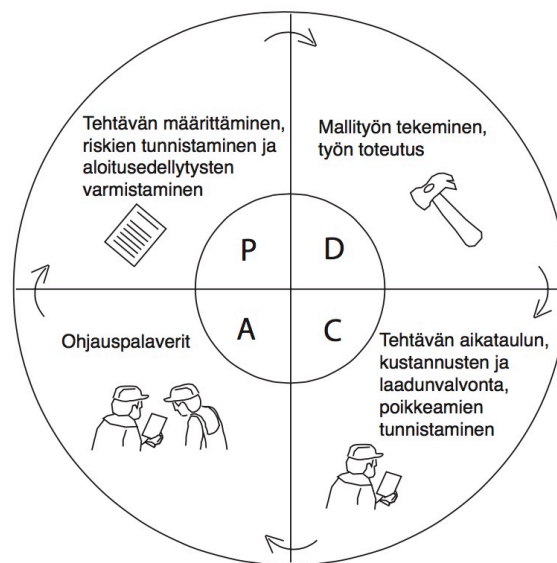 Tehtävän määrittäminen,
riskien tunnistaminen ja
aloitusedellytysten
varmistaminen
Mallityön tekeminen,
työn toteutus
P
D
A
C
Ohjauspalaverit
Tehtävän aikataulun,
kustannusten ja
laadunvalvonta,
poikkeamien
tunnistaminen